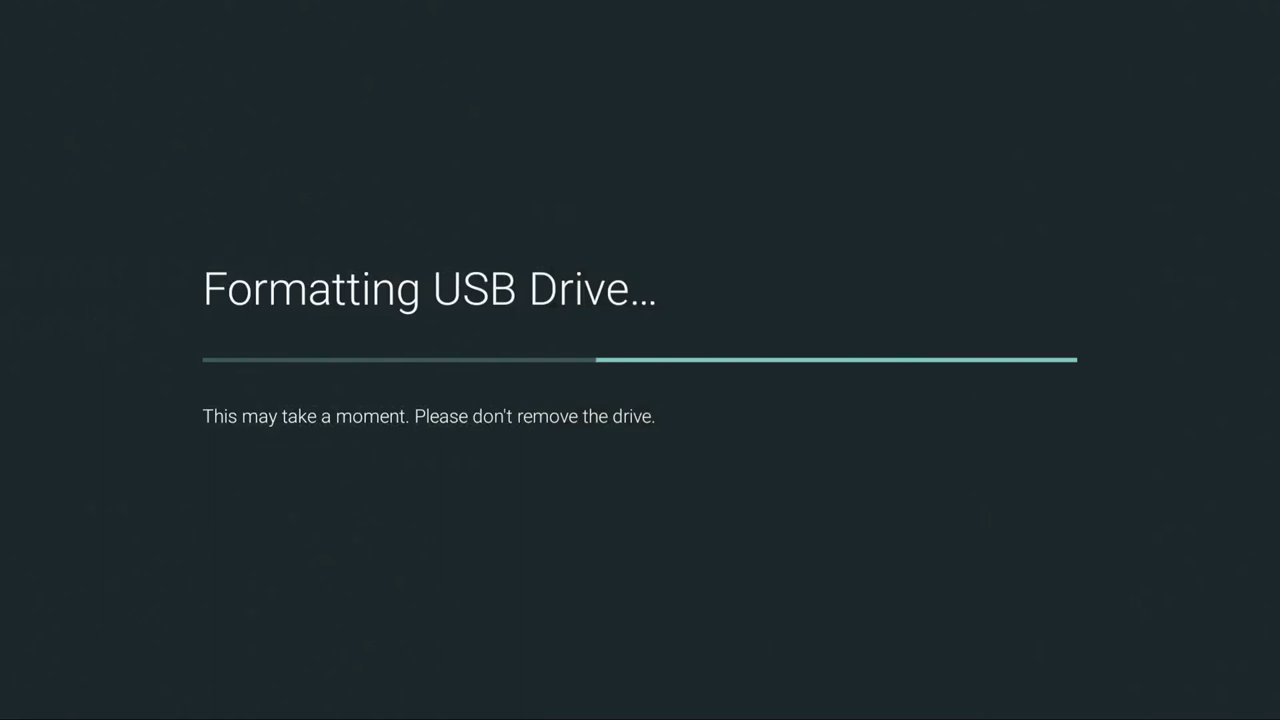 Formatting USB Drive…
This may take a moment. Please don't remove the drive.